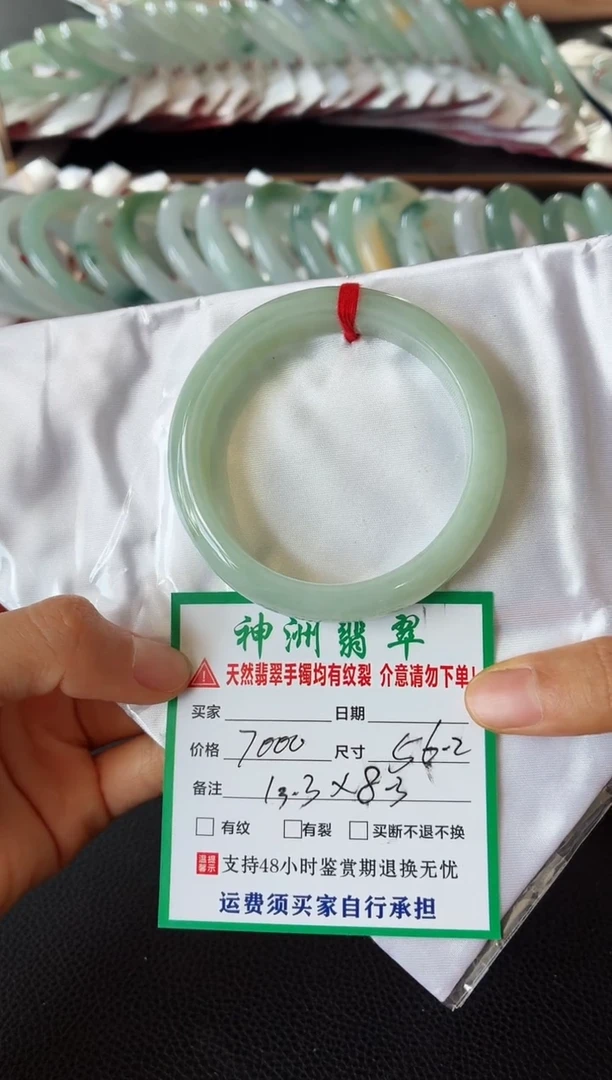 神洲翡翠
天然翡翠手镯均有纹裂 介意请勿下单!
买家 日期
价格 7000 尺寸 56.2
备注 13.3×8.3
有纹 有裂 买断不退不换
温馨提示 支持48小时鉴赏期退换无忧
运费须买家自行承担